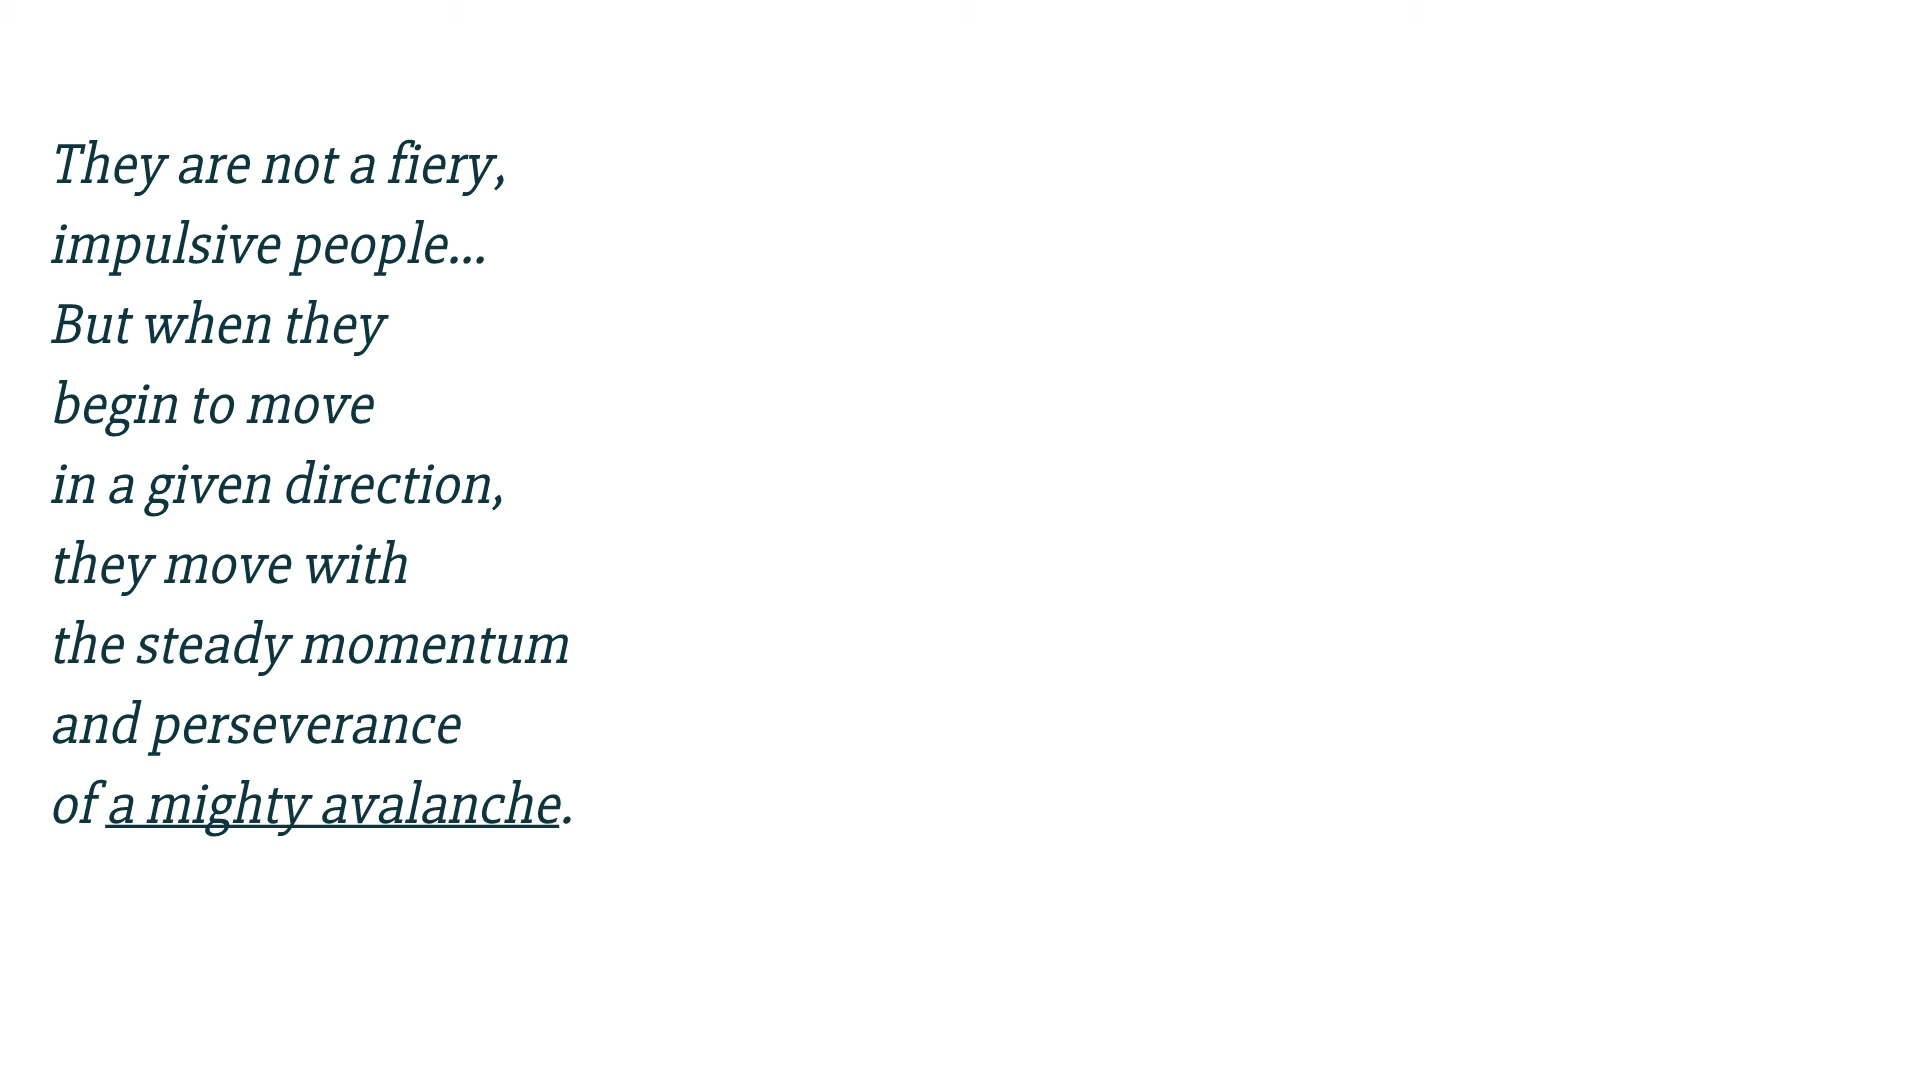 They are not a fiery,
impulsive people...
But when they
begin to move
in a given direction,
they move with
the steady momentum
and perseverance
of a mighty avalanche.